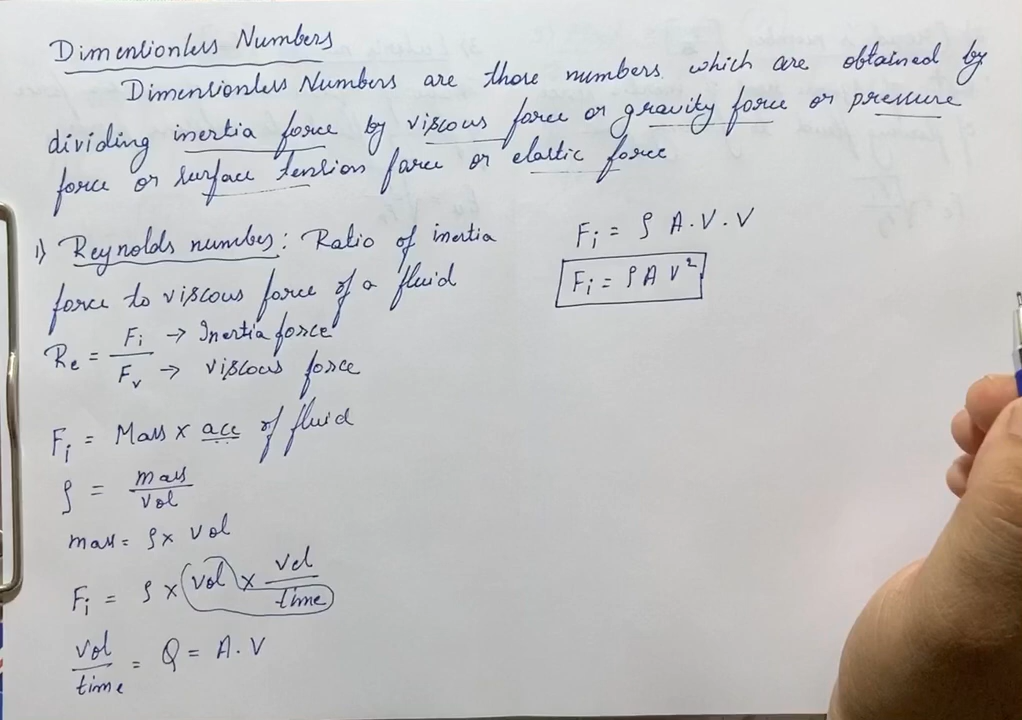 Dimensionless Numbers
Dimensionless Numbers are those numbers which are obtained by
dividing inertia force by viscous force or gravity force or pressure
force or surface tension force or elastic force
1) Reynolds number: Ratio of inertia
force to viscous force of a fluid
Re = Fi → Inertia force
Fv → viscous force
Fi = Mass x acc of fluid
ρ = mass
vol
mass = ρ x vol
Fi = ρ x vol x vel
time
vol
time = Q = A.V
Fi = ρ A.V.V
Fi = ρ A V²